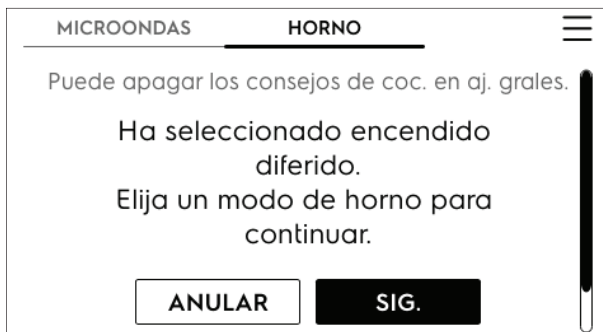 MICROONDAS HORNO
Puede apagar los consejos de coc. en aj. grales.
Ha seleccionado encendido
diferido.
Elija un modo de horno para
continuar.
ANULAR SIG.